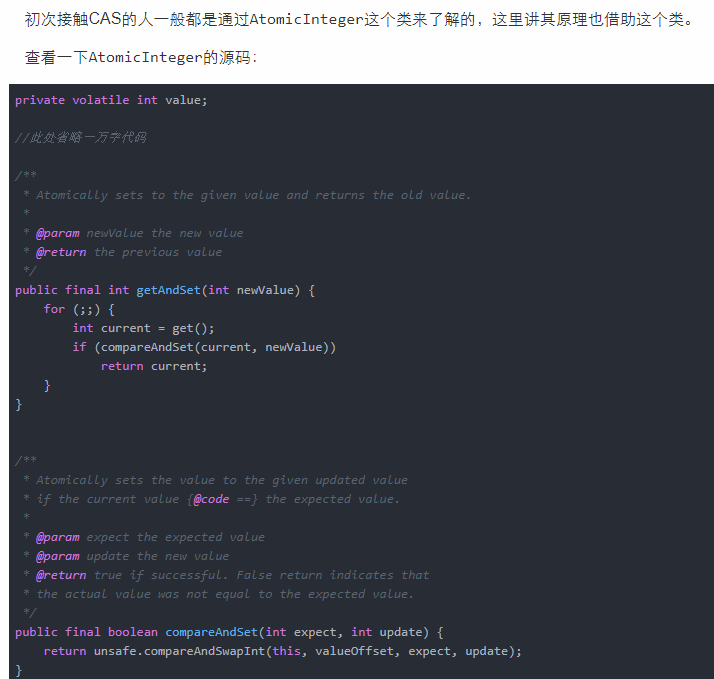 初次接触CAS的人一般都是通过AtomicInteger这个类来了解的，这里讲其原理也借助这个类。
查看一下AtomicInteger的源码：
private volatile int value;
//此处省略一万字代码
/**
 * Atomically sets to the given value and returns the old value.
 *
 * @param newValue the new value
 * @return the previous value
 */
public final int getAndSet(int newValue) {
    for (;;) {
        int current = get();
        if (compareAndSet(current, newValue))
            return current;
    }
}
/**
 * Atomically sets the value to the given updated value
 * if the current value {@code ==} the expected value.
 *
 * @param expect the expected value
 * @param update the new value
 * @return true if successful. False return indicates that
 * the actual value was not equal to the expected value.
 */
public final boolean compareAndSet(int expect, int update) {
    return unsafe.compareAndSwapInt(this, valueOffset, expect, update);
}